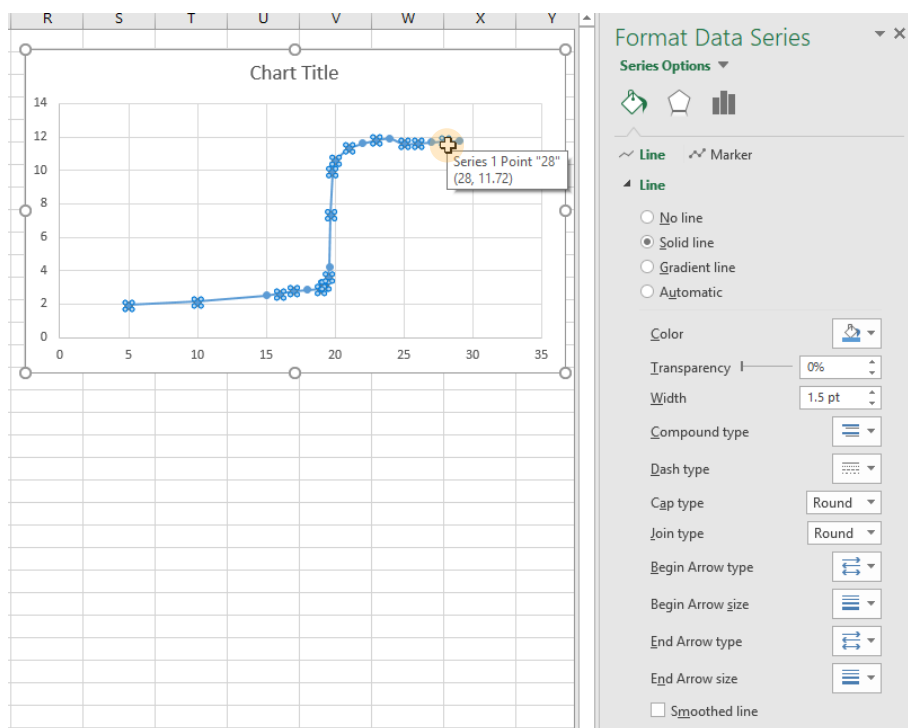 R S T U V W X Y
Chart Title
14
12
10
8
6
4
2
0
0 5 10 15 20 25 30 35
Series 1 Point "28"
(28, 11.72)
Format Data Series
Series Options
Line Marker
Line
No line
Solid line
Gradient line
Automatic
Color
Transparency 0%
Width 1.5 pt
Compound type
Dash type
Cap type Round
Join type Round
Begin Arrow type
Begin Arrow size
End Arrow type
End Arrow size
Smoothed line